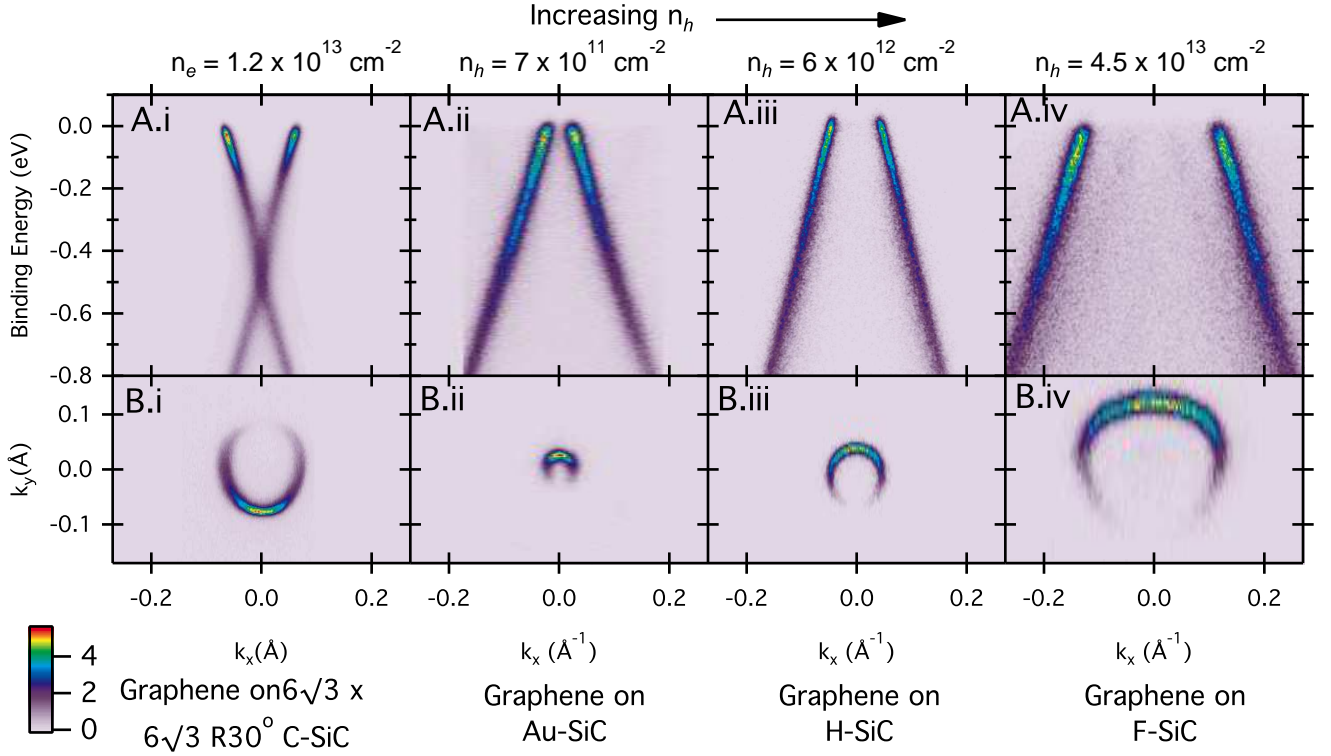 Increasing n_h
n_e = 1.2 x 10^13 cm^-2 n_h = 7 x 10^11 cm^-2 n_h = 6 x 10^12 cm^-2 n_h = 4.5 x 10^13 cm^-2
A.i A.ii A.iii A.iv
0.0
-0.2
-0.4
-0.6
-0.8
Binding Energy (eV)
B.i B.ii B.iii B.iv
0.1
0.0
-0.1
k_y(Å)
-0.2 0.0 0.2 -0.2 0.0 0.2 -0.2 0.0 0.2 -0.2 0.0 0.2
k_x(Å) k_x (Å^-1) k_x (Å^-1) k_x (Å^-1)
4
2
0
Graphene on6√3 x
6√3 R30° C-SiC
Graphene on
Au-SiC
Graphene on
H-SiC
Graphene on
F-SiC